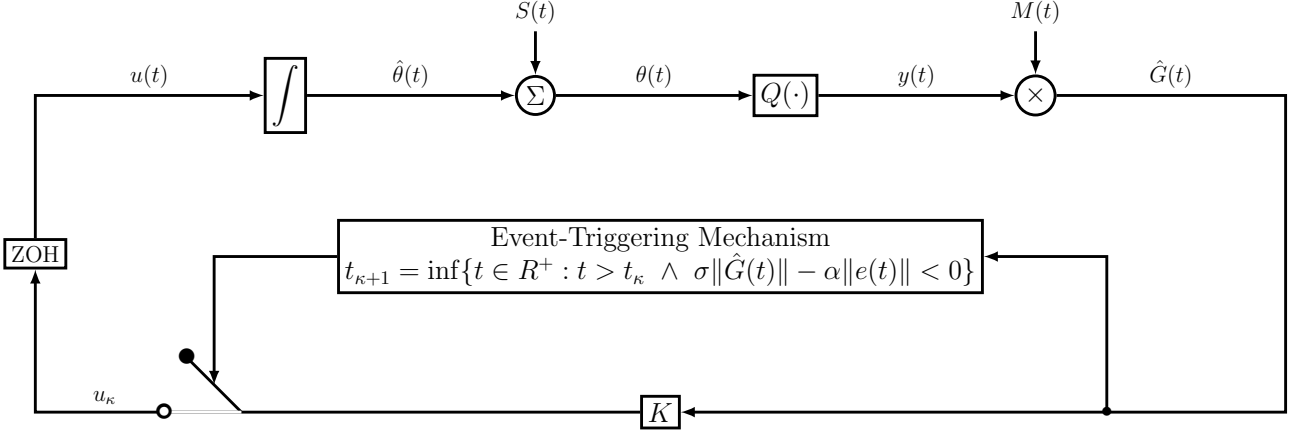 S(t)
M(t)
u(t)
∫
θ̂(t)
Σ
θ(t)
Q(·)
y(t)
×
Ĝ(t)
ZOH
Event-Triggering Mechanism
t_{κ+1} = inf{t ∈ R^+ : t > t_κ ∧ σ‖Ĝ(t)‖ − α‖e(t)‖ < 0}
u_κ
K